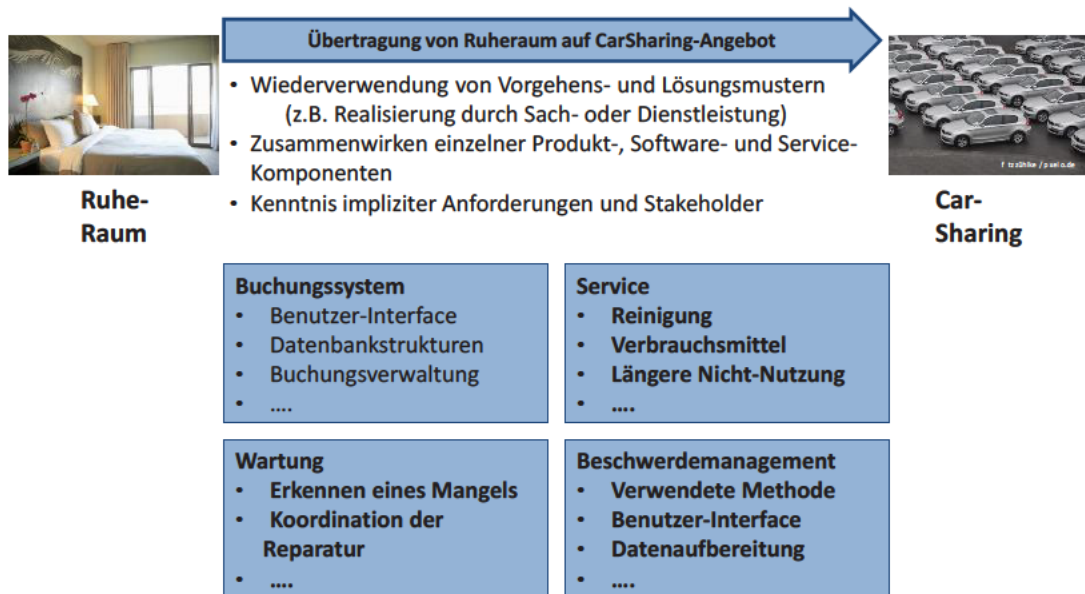 Übertragung von Ruheraum auf CarSharing-Angebot
• Wiederverwendung von Vorgehens- und Lösungsmustern
(z.B. Realisierung durch Sach- oder Dienstleistung)
• Zusammenwirken einzelner Produkt-, Software- und Service-
Komponenten
• Kenntnis impliziter Anforderungen und Stakeholder
Ruhe-
Raum
Car-
Sharing
Buchungssystem
• Benutzer-Interface
• Datenbankstrukturen
• Buchungsverwaltung
• ....
Service
• Reinigung
• Verbrauchsmittel
• Längere Nicht-Nutzung
• ....
Wartung
• Erkennen eines Mangels
• Koordination der
Reparatur
• ....
Beschwerdemanagement
• Verwendete Methode
• Benutzer-Interface
• Datenaufbereitung
• ....